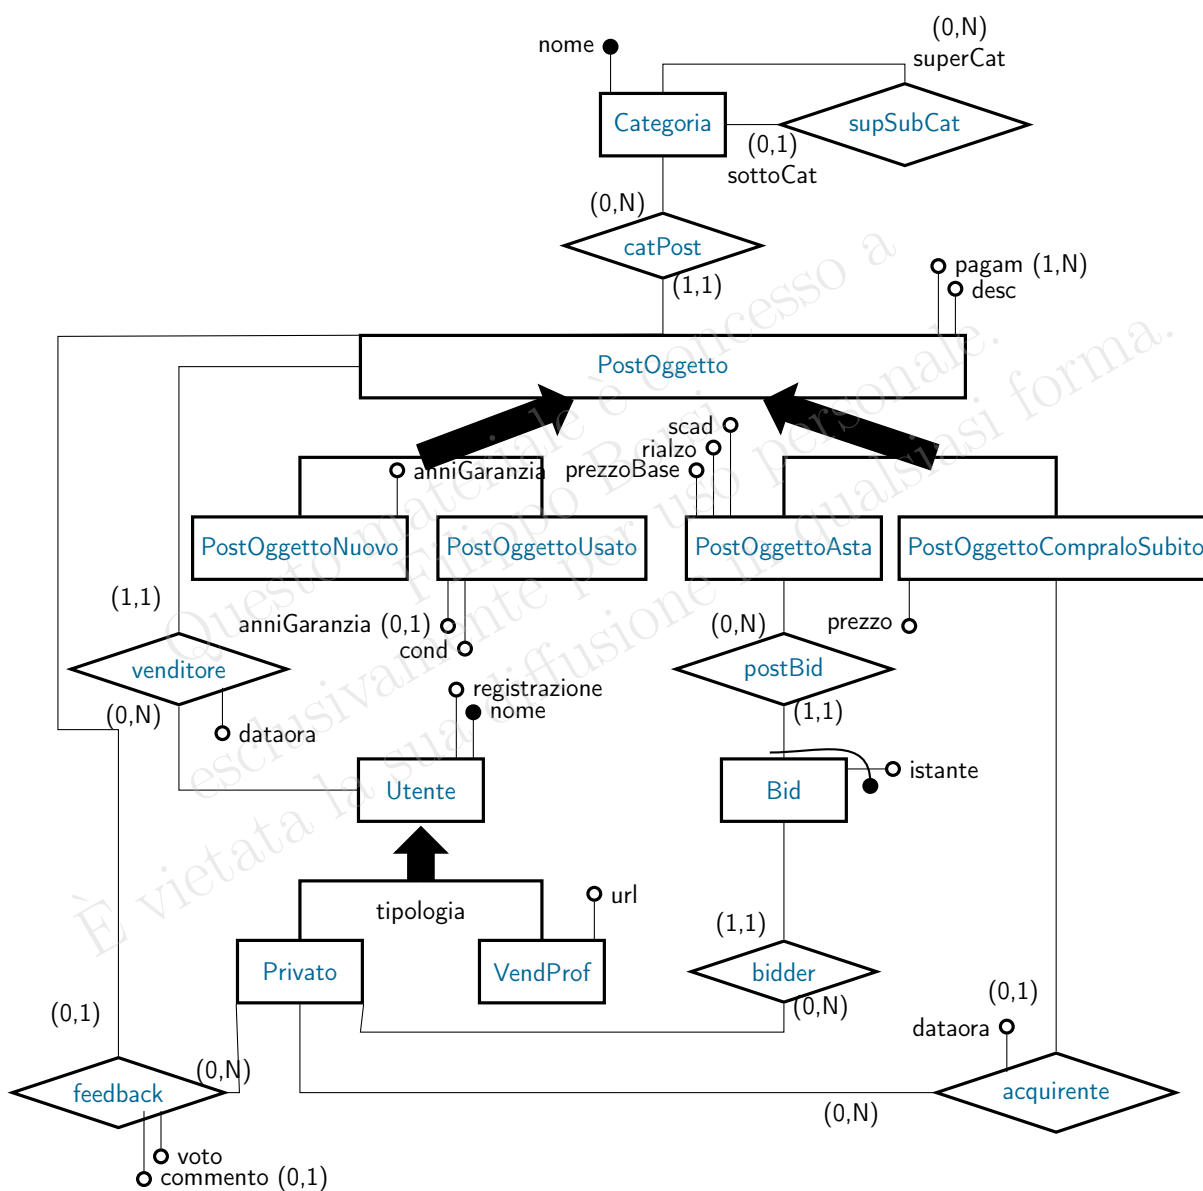 (0,N)
nome
superCat
Categoria
supSubCat
(0,1)
sottoCat
(0,N)
catPost
pagam (1,N)
(1,1)
desc
PostOggetto
scad
rialzo
anniGaranzia
prezzoBase
PostOggettoNuovo
PostOggettoUsato
PostOggettoAsta
PostOggettoCompraloSubito
(1,1)
anniGaranzia (0,1)
(0,N)
prezzo
cond
venditore
postBid
registrazione
(0,N)
nome
(1,1)
dataora
istante
Utente
Bid
url
tipologia
(1,1)
Privato
VendProf
bidder
(0,1)
(0,N)
(0,1)
dataora
(0,N)
feedback
acquirente
(0,N)
voto
commento (0,1)
Questo materiale è concesso a
Filippo Bonsi
esclusivamente per uso personale.
È vietata la sua diffusione in qualsiasi forma.